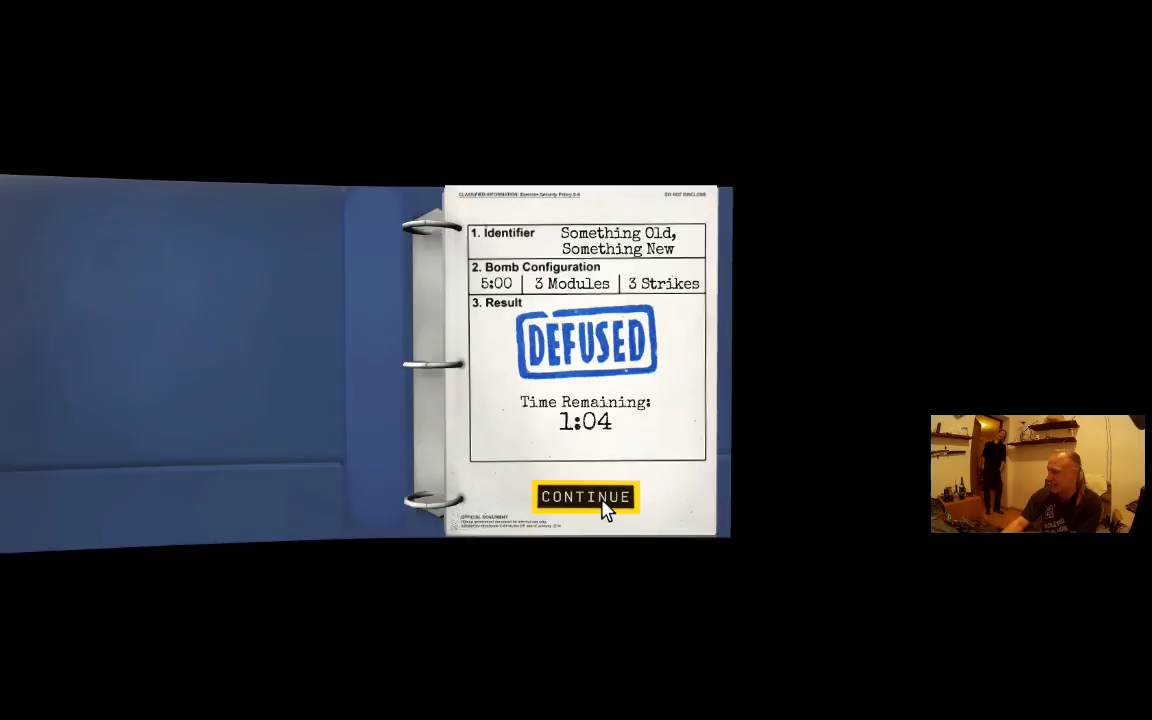 CLASSIFIED INFORMATION:
DO NOT DISCLOSE
1. Identifier
Something Old,
Something New
2. Bomb Configuration
5:00 | 3 Modules | 3 Strikes
3. Result
DEFUSED
Time Remaining:
1:04
CONTINUE
OFFICIAL DOCUMENT